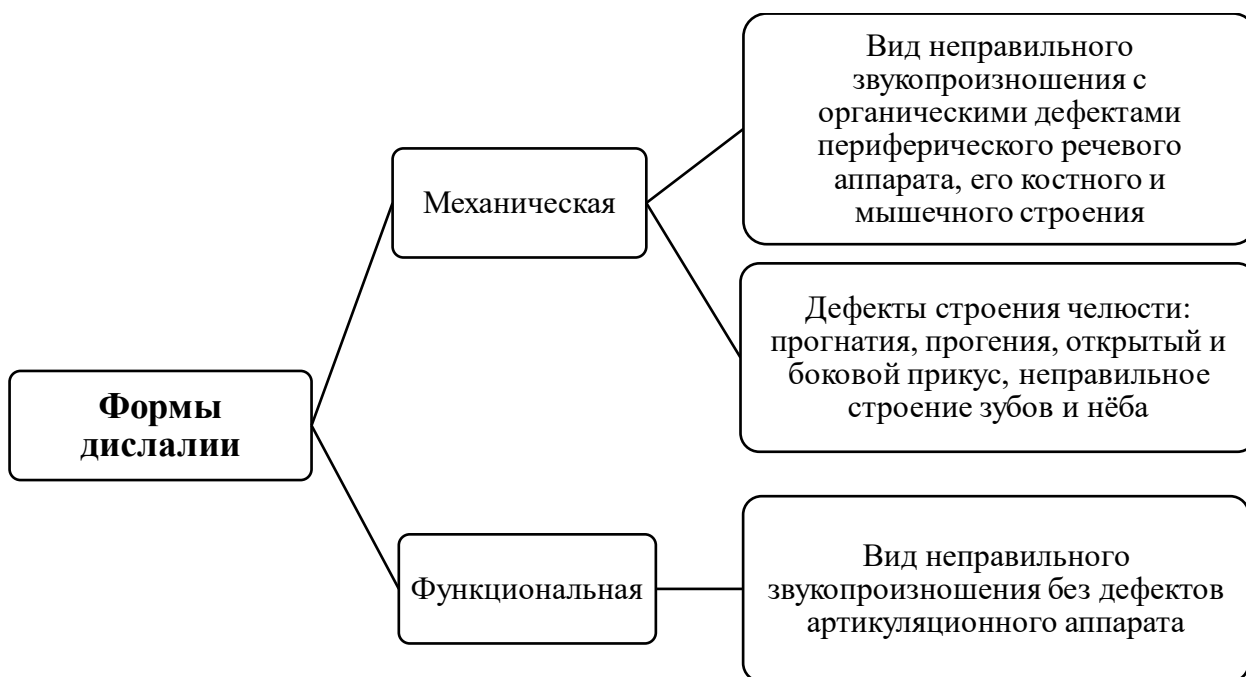 Формы
дислалии
Механическая
Вид неправильного
звукопроизношения с
органическими дефектами
периферического речевого
аппарата, его костного и
мышечного строения
Дефекты строения челюсти:
прогнатия, прогения, открытый и
боковой прикус, неправильное
строение зубов и нёба
Функциональная
Вид неправильного
звукопроизношения без дефектов
артикуляционного аппарата